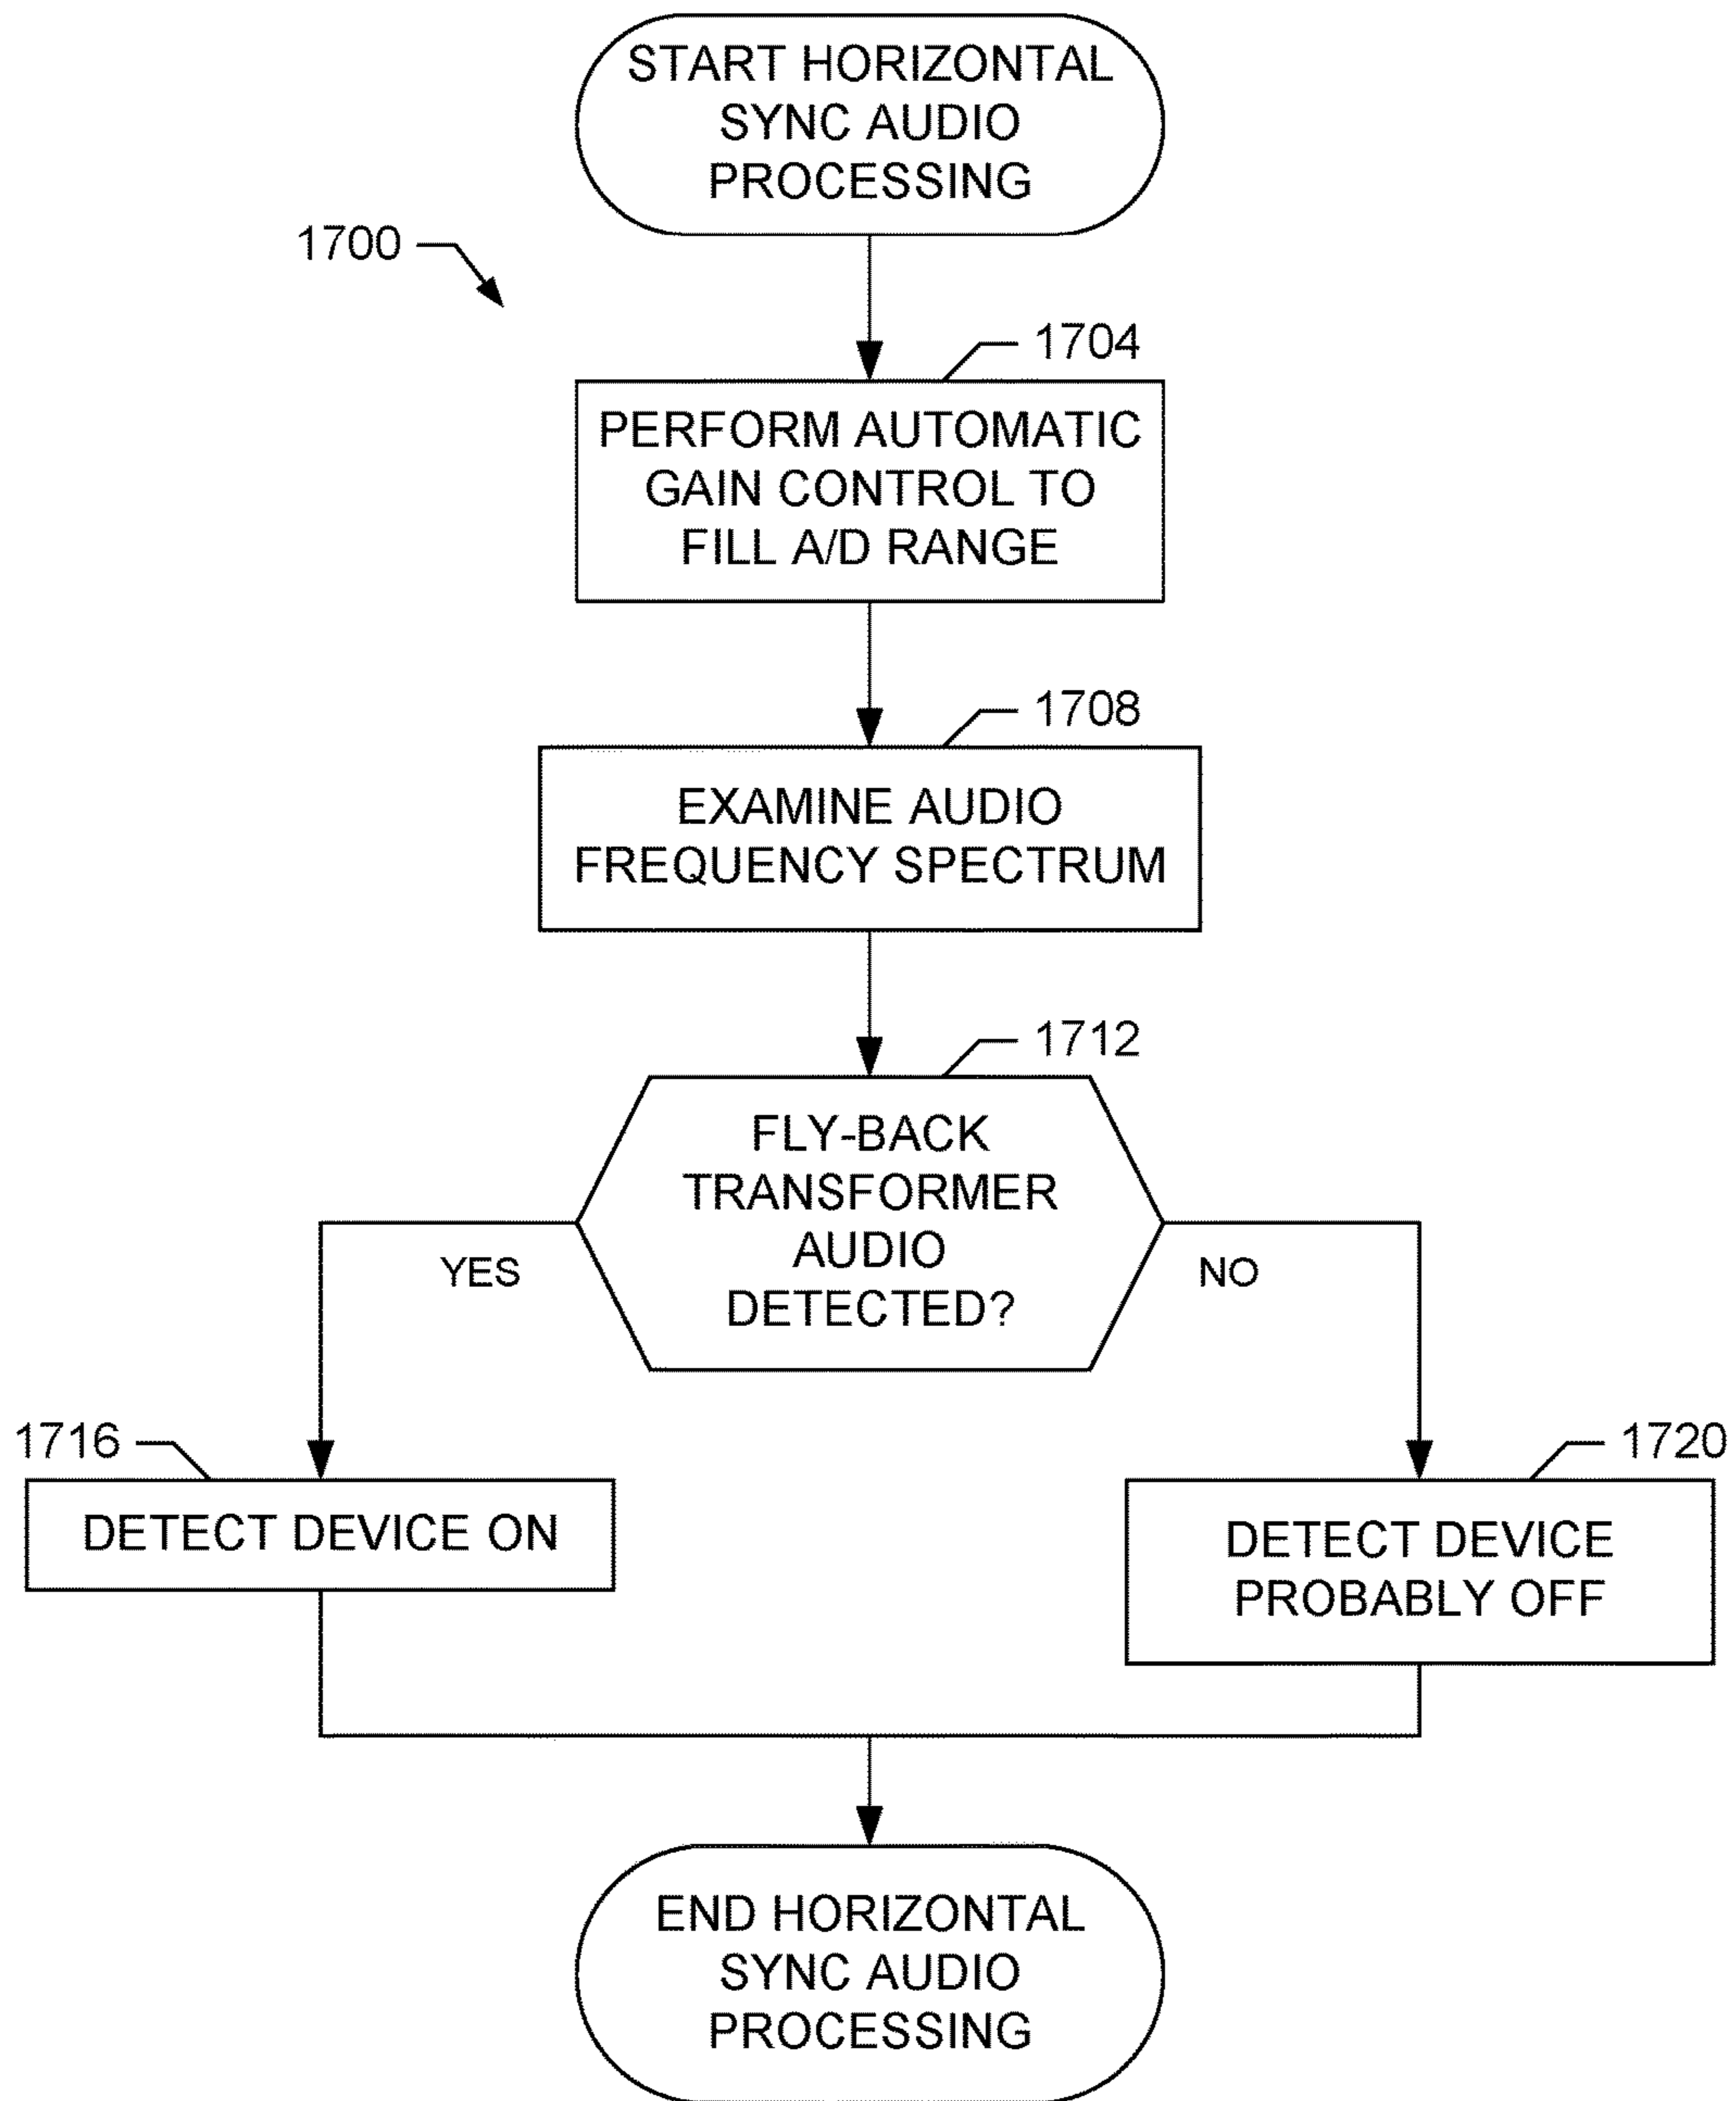 START HORIZONTAL
SYNC AUDIO
PROCESSING
1700
1704
PERFORM AUTOMATIC
GAIN CONTROL TO
FILL A/D RANGE
1708
EXAMINE AUDIO
FREQUENCY SPECTRUM
1712
FLY-BACK
TRANSFORMER
AUDIO
DETECTED?
YES
NO
1716
DETECT DEVICE ON
1720
DETECT DEVICE
PROBABLY OFF
END HORIZONTAL
SYNC AUDIO
PROCESSING